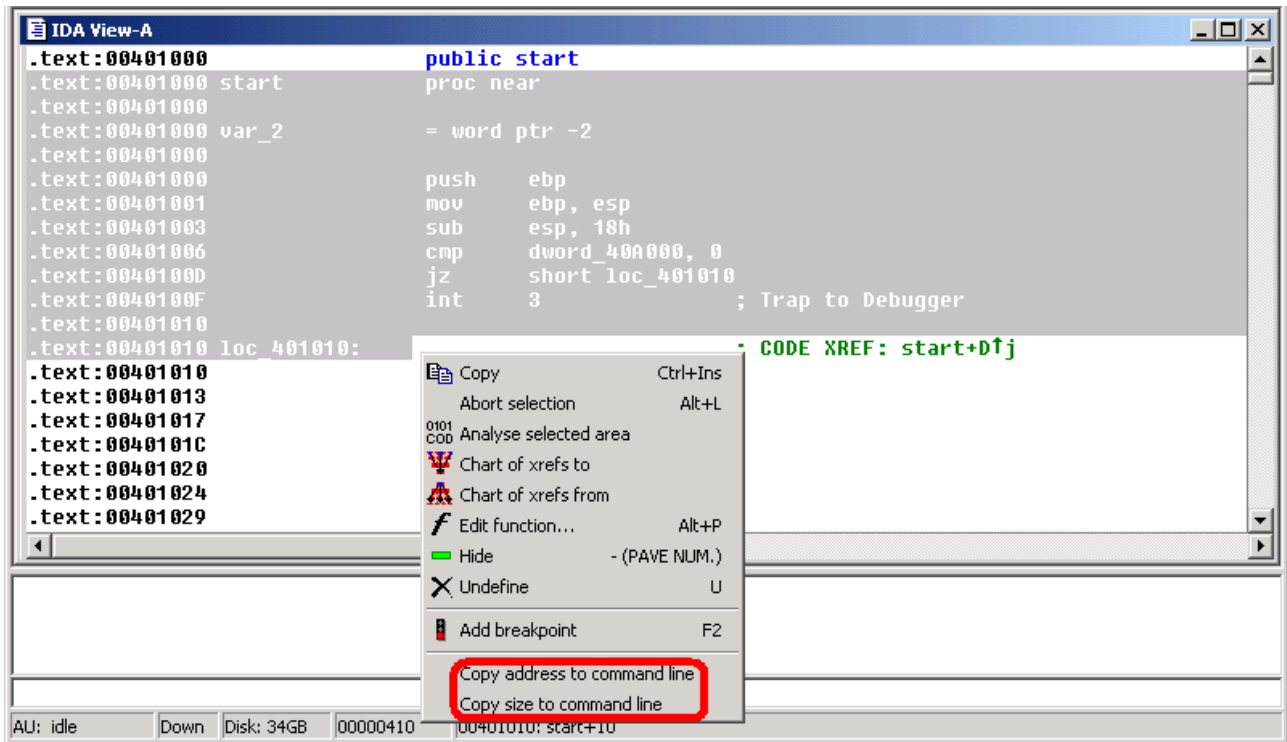 IDA View-A
.text:00401000 public start
.text:00401000 start proc near
.text:00401000
.text:00401000 var_2 = word ptr -2
.text:00401000
.text:00401000 push ebp
.text:00401001 mov ebp, esp
.text:00401003 sub esp, 18h
.text:00401006 cmp dword_40A000, 0
.text:0040100D jz short loc_401010
.text:0040100F int 3 ; Trap to Debugger
.text:00401010
.text:00401010 loc_401010: ; CODE XREF: start+D↑j
.text:00401010
.text:00401013
.text:00401017
.text:0040101C
.text:00401020
.text:00401024
.text:00401029
Copy Ctrl+Ins
Abort selection Alt+L
0101 COD Analyse selected area
Chart of xrefs to
Chart of xrefs from
Edit function... Alt+P
Hide - (PAVE NUM.)
Undefine U
Add breakpoint F2
Copy address to command line
Copy size to command line
AU: idle Down Disk: 34GB 00000410 00401010: start+10